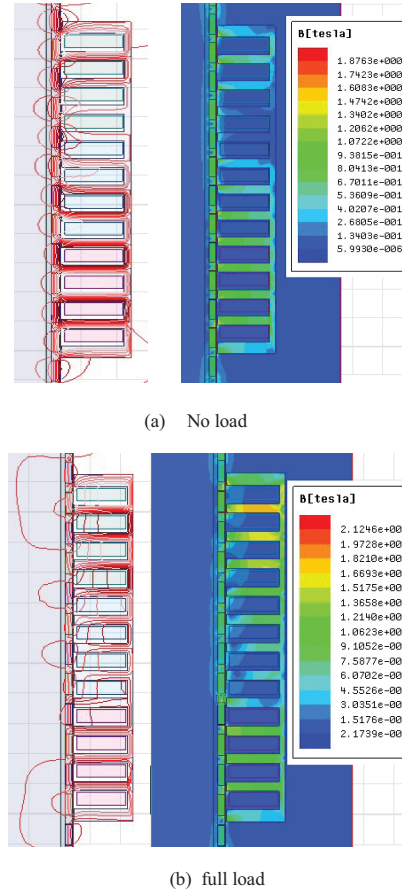 B[tesla]
1.8763e+000
1.7423e+000
1.6083e+000
1.4742e+000
1.3402e+000
1.2062e+000
1.0722e+000
9.3815e-001
8.0413e-001
6.7011e-001
5.3609e-001
4.0207e-001
2.6805e-001
1.3403e-001
5.9930e-006
(a) No load
B[tesla]
2.1246e+00
1.9728e+00
1.8210e+00
1.6693e+00
1.5175e+00
1.3658e+00
1.2140e+00
1.0623e+00
9.1052e-00
7.5877e-00
6.0702e-00
4.5526e-00
3.0351e-00
1.5176e-00
2.1739e-00
(b) full load